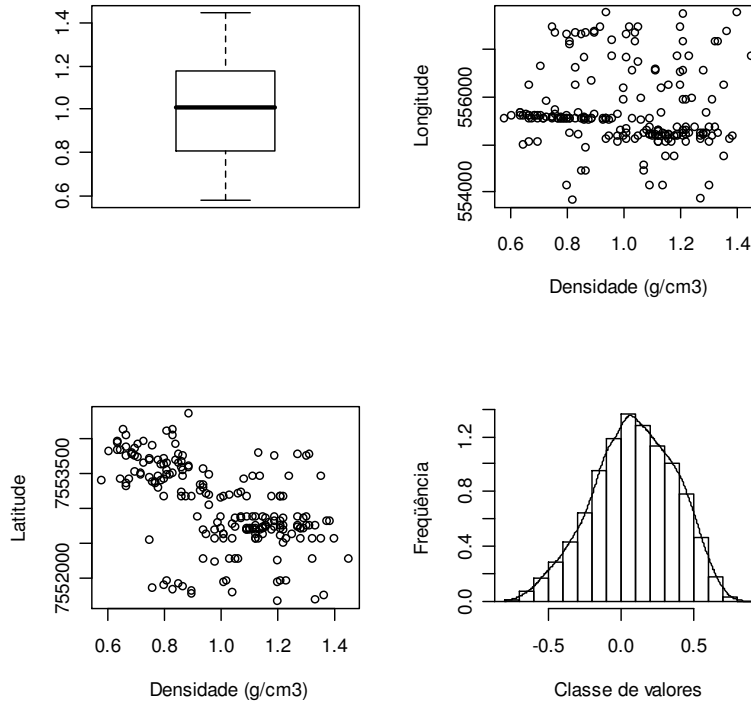 0.6 0.8 1.0 1.2 1.4
Longitude
554000 556000
0.6 0.8 1.0 1.2 1.4
Densidade (g/cm3)
Latitude
7552000 7553500
0.6 0.8 1.0 1.2 1.4
Densidade (g/cm3)
Freqüência
0.0 0.4 0.8 1.2
-0.5 0.0 0.5
Classe de valores